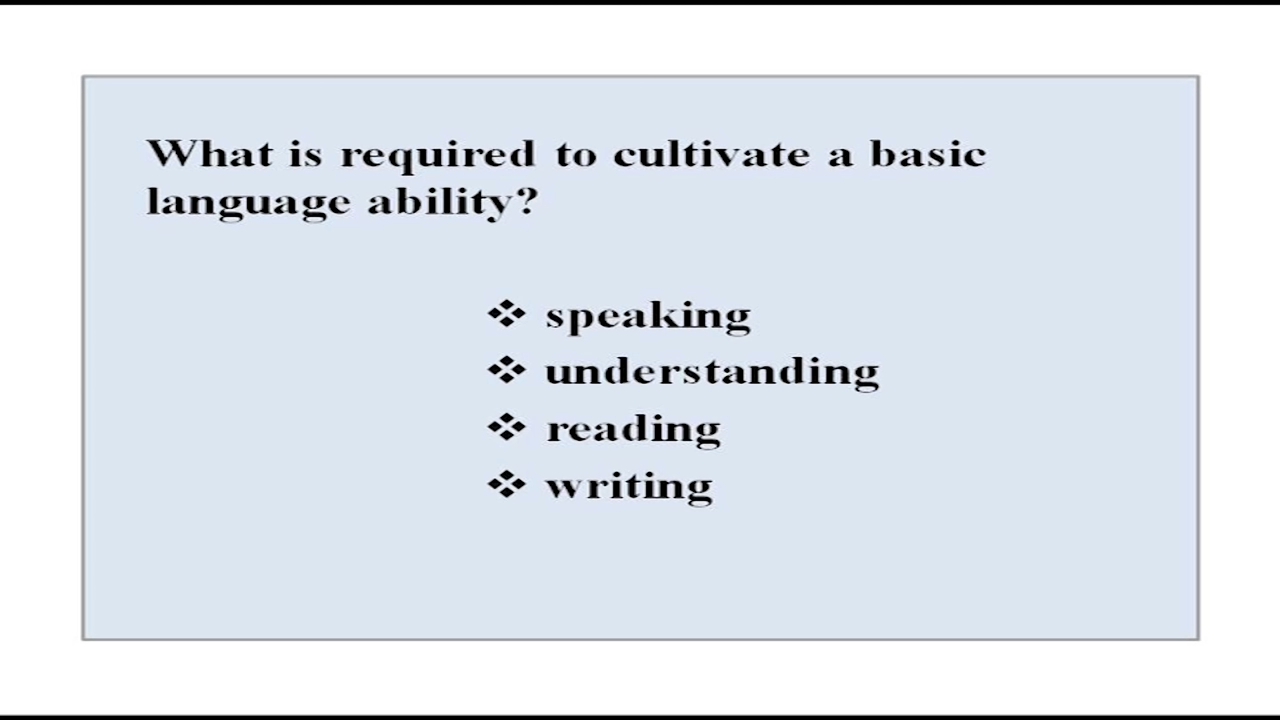 What is required to cultivate a basic
language ability?
❖ speaking
❖ understanding
❖ reading
❖ writing